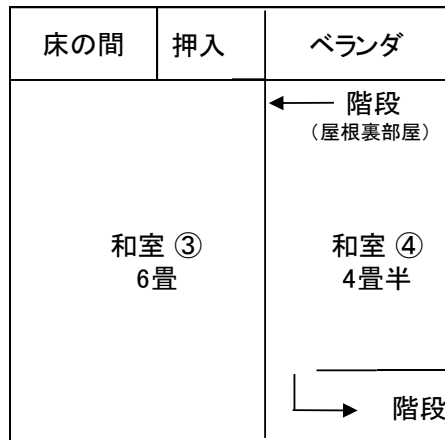 床の間
押入
ベランダ
階段
（屋根裏部屋）
和室 ③
6畳
和室 ④
4畳半
階段